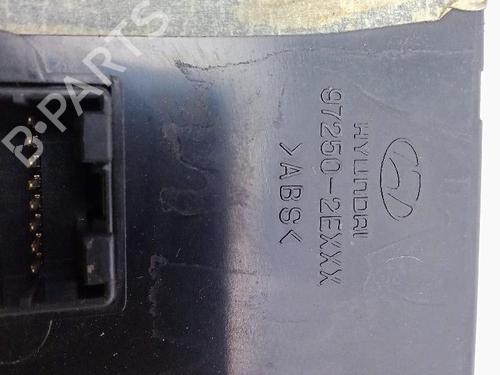 B-PARTS
HYUNDAI
97250-2EXXX
>ABS<